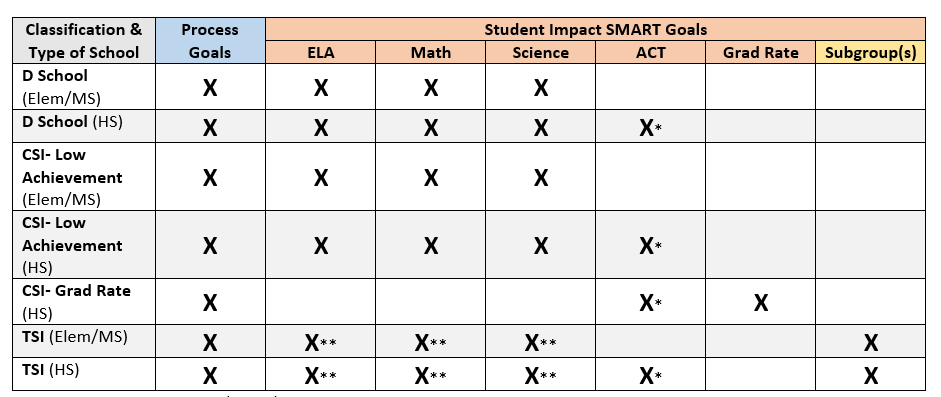 Classification & Type of School Process Goals Student Impact SMART Goals
ELA Math Science ACT Grad Rate Subgroup(s)
D School (Elem/MS) X X X X
D School (HS) X X X X X*
CSI- Low Achievement (Elem/MS) X X X X
CSI- Low Achievement (HS) X X X X X*
CSI- Grad Rate (HS) X X* X
TSI (Elem/MS) X X** X** X** X
TSI (HS) X X** X** X** X* X